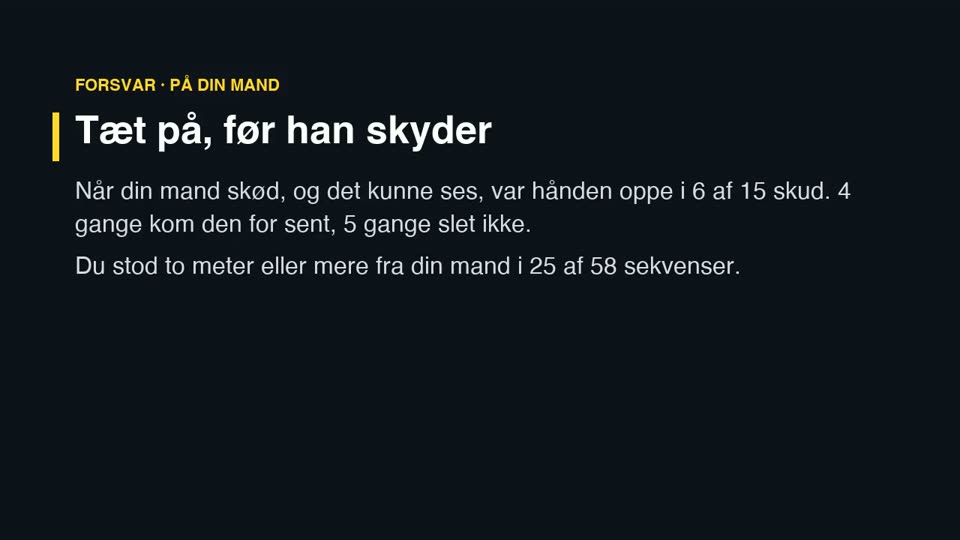 FORSVAR · PÅ DIN MAND
Tæt på, før han skyder
Når din mand skød, og det kunne ses, var hånden oppe i 6 af 15 skud. 4
gange kom den for sent, 5 gange slet ikke.
Du stod to meter eller mere fra din mand i 25 af 58 sekvenser.